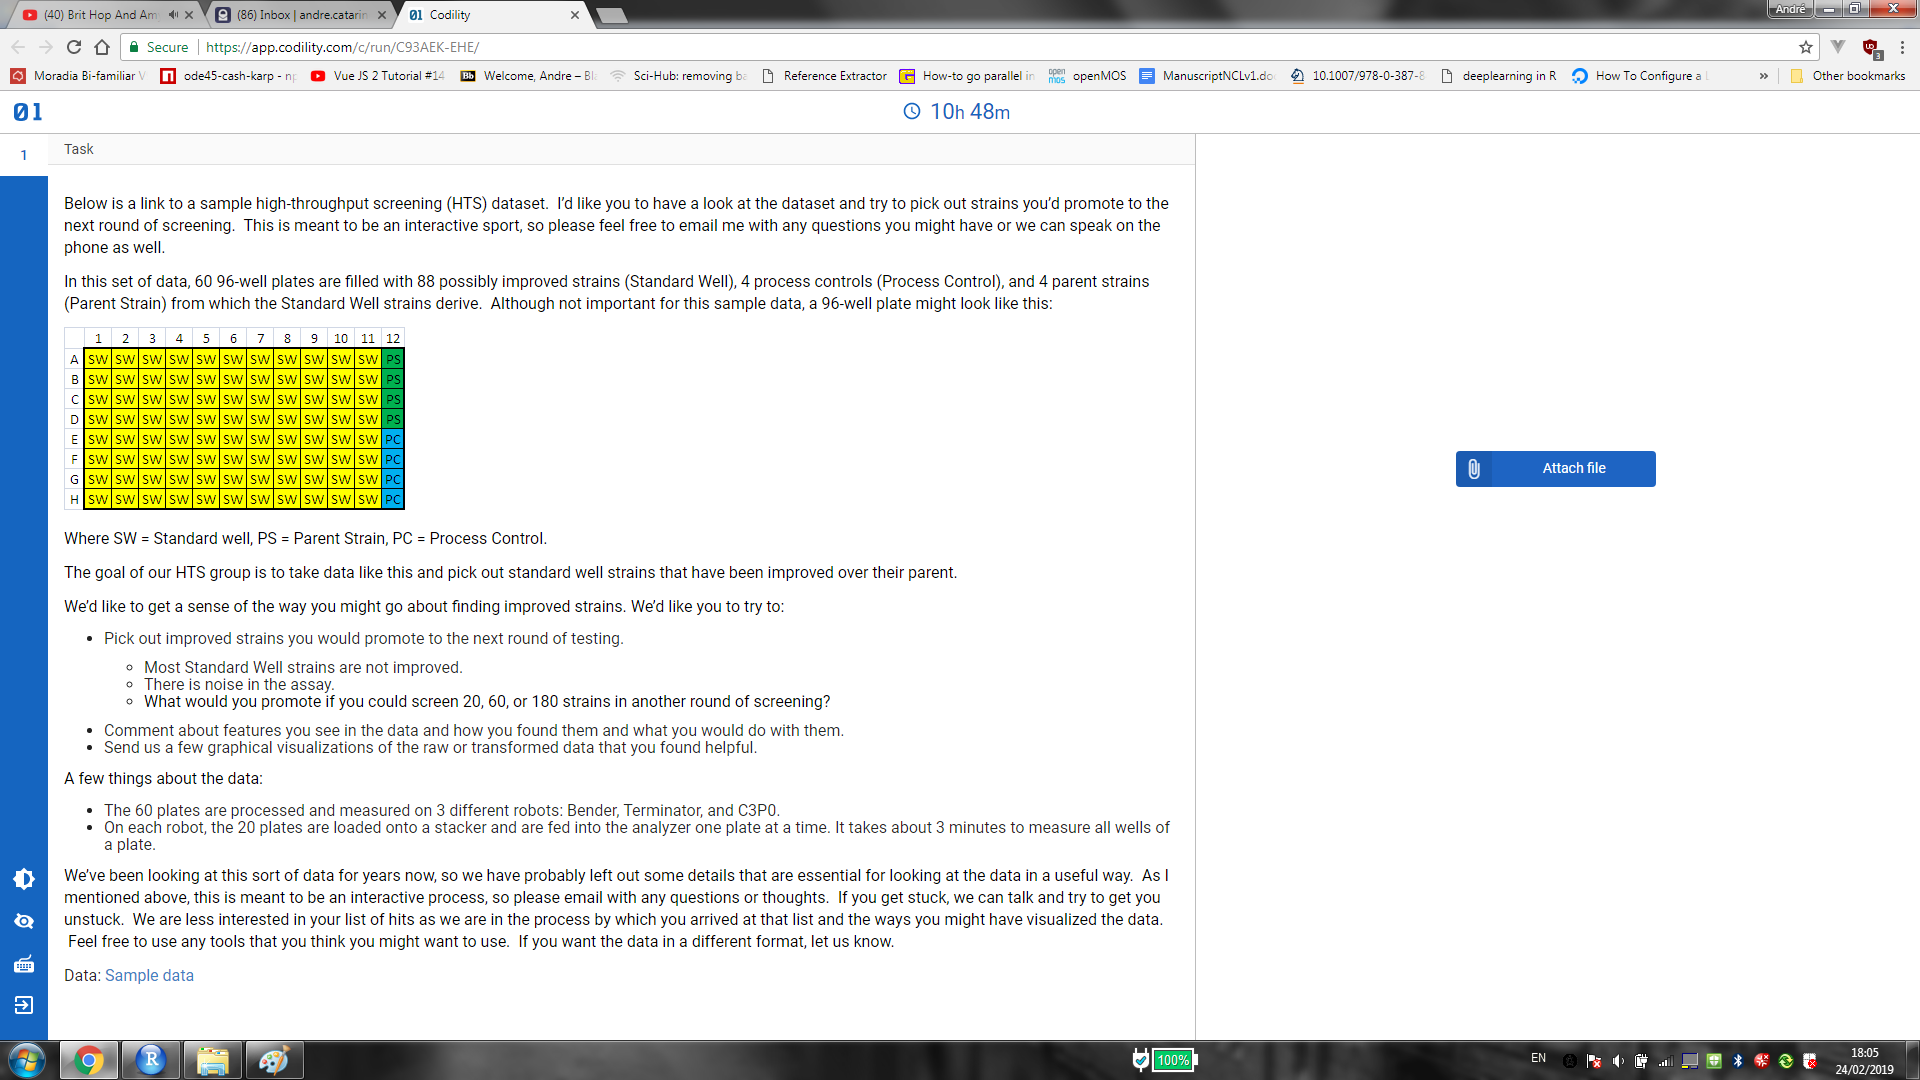 (40) Brit Hop And Am
(86) Inbox | andre.catarin
Codility
André
Secure
https://app.codility.com/c/run/C93AEK-EHE/
Moradia Bi-familiar V
ode45-cash-karp - np
Vue JS 2 Tutorial #14
Welcome, Andre – Bl
Sci-Hub: removing ba
Reference Extractor
How-to go parallel in
openMOS
ManuscriptNCLv1.do
10.1007/978-0-387-8
deeplearning in R
How To Configure a
»
Other bookmarks
01
10h 48m
1
Task
Below is a link to a sample high-throughput screening (HTS) dataset.  I'd like you to have a look at the dataset and try to pick out strains you'd promote to the
next round of screening.  This is meant to be an interactive sport, so please feel free to email me with any questions you might have or we can speak on the
phone as well.
In this set of data, 60 96-well plates are filled with 88 possibly improved strains (Standard Well), 4 process controls (Process Control), and 4 parent strains
(Parent Strain) from which the Standard Well strains derive.  Although not important for this sample data, a 96-well plate might look like this:
1 2 3 4 5 6 7 8 9 10 11 12
A SW SW SW SW SW SW SW SW SW SW SW PS
B SW SW SW SW SW SW SW SW SW SW SW PS
C SW SW SW SW SW SW SW SW SW SW SW PS
D SW SW SW SW SW SW SW SW SW SW SW PS
E SW SW SW SW SW SW SW SW SW SW SW PC
F SW SW SW SW SW SW SW SW SW SW SW PC
G SW SW SW SW SW SW SW SW SW SW SW PC
H SW SW SW SW SW SW SW SW SW SW SW PC
Where SW = Standard well, PS = Parent Strain, PC = Process Control.
The goal of our HTS group is to take data like this and pick out standard well strains that have been improved over their parent.
We'd like to get a sense of the way you might go about finding improved strains. We'd like you to try to:
Pick out improved strains you would promote to the next round of testing.
Most Standard Well strains are not improved.
There is noise in the assay.
What would you promote if you could screen 20, 60, or 180 strains in another round of screening?
Comment about features you see in the data and how you found them and what you would do with them.
Send us a few graphical visualizations of the raw or transformed data that you found helpful.
A few things about the data:
The 60 plates are processed and measured on 3 different robots: Bender, Terminator, and C3P0.
On each robot, the 20 plates are loaded onto a stacker and are fed into the analyzer one plate at a time. It takes about 3 minutes to measure all wells of
a plate.
We've been looking at this sort of data for years now, so we have probably left out some details that are essential for looking at the data in a useful way.  As I
mentioned above, this is meant to be an interactive process, so please email with any questions or thoughts.  If you get stuck, we can talk and try to get you
unstuck.  We are less interested in your list of hits as we are in the process by which you arrived at that list and the ways you might have visualized the data.
Feel free to use any tools that you think you might want to use.  If you want the data in a different format, let us know.
Data: Sample data
Attach file
100%
EN
18:05
24/02/2019